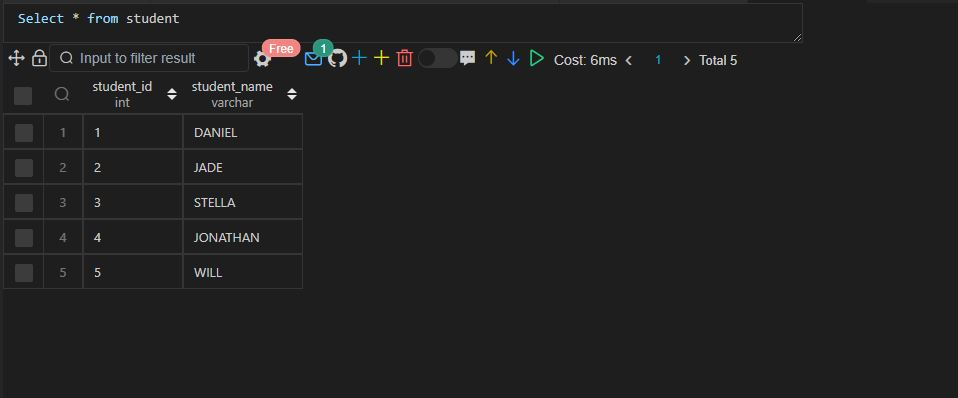 Select * from student
Input to filter result Free 1 Cost: 6ms 1 Total 5
student_id student_name
int varchar
1 1 DANIEL
2 2 JADE
3 3 STELLA
4 4 JONATHAN
5 5 WILL